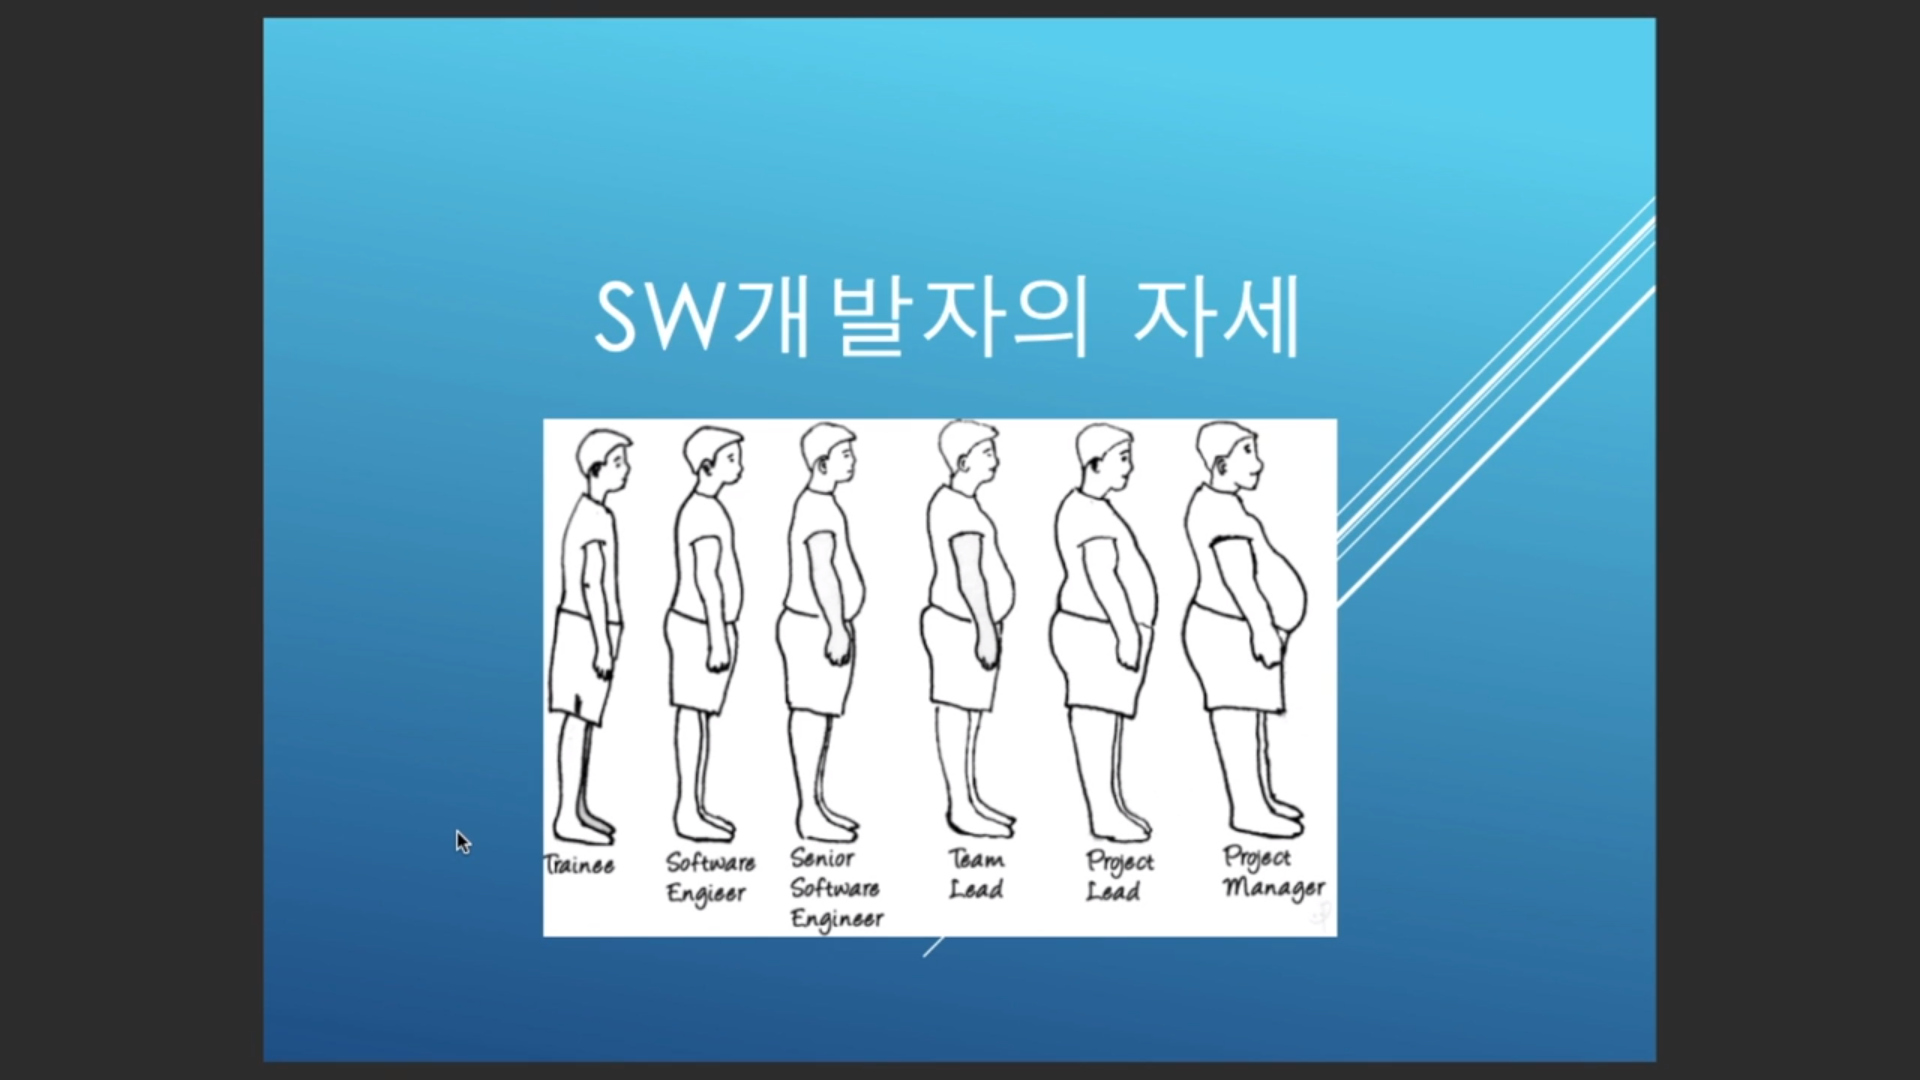 SW개발자의 자세
Trainee
Software
Engieer
Senior
Software
Engineer
Team
Lead
Project
Lead
Project
Manager